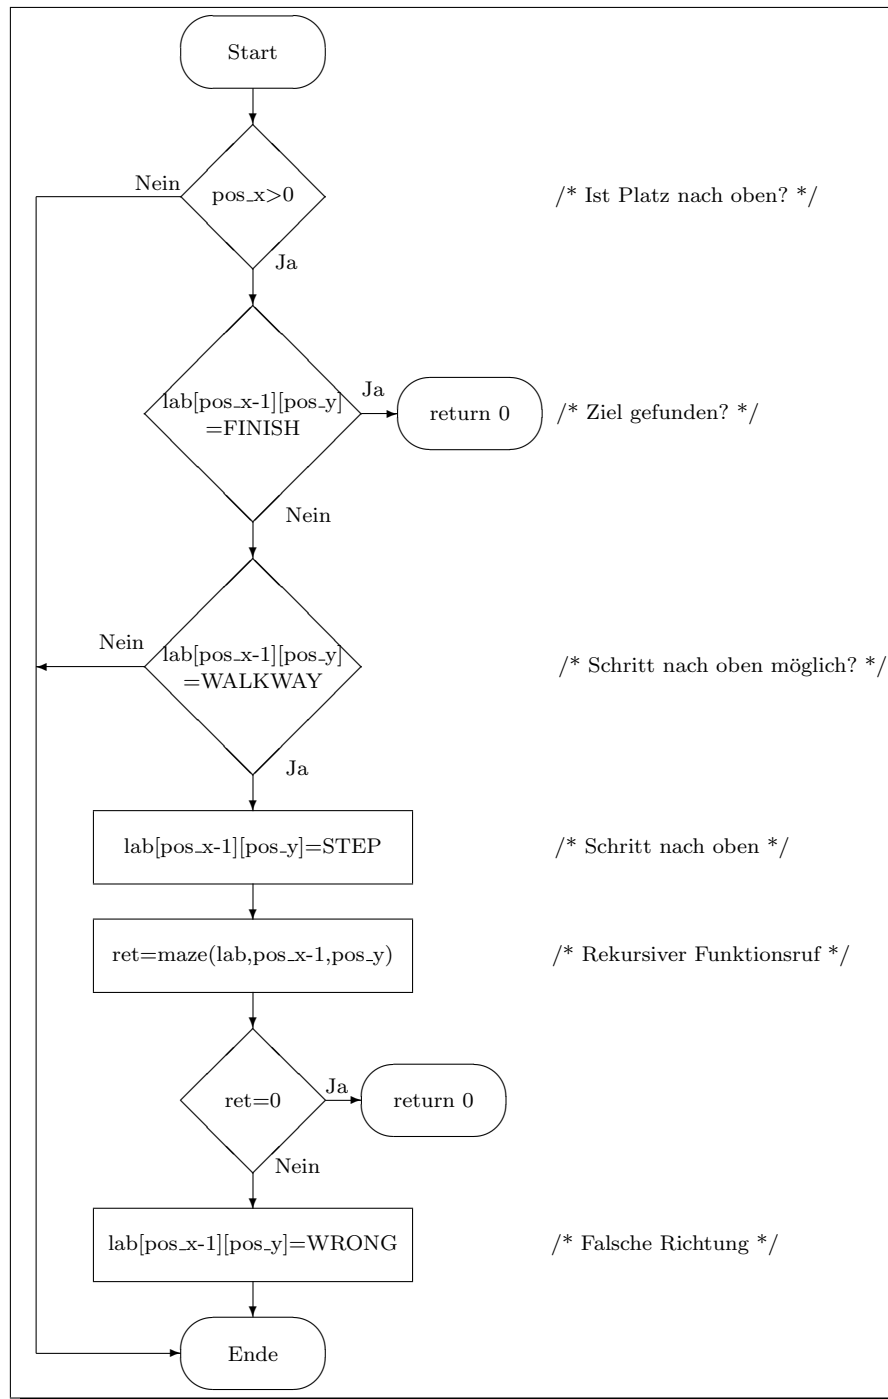 Start
Nein
pos_x>0
/* Ist Platz nach oben? */
Ja
lab[pos_x-1][pos_y]
=FINISH
Ja
return 0
/* Ziel gefunden? */
Nein
Nein
lab[pos_x-1][pos_y]
=WALKWAY
/* Schritt nach oben möglich? */
Ja
lab[pos_x-1][pos_y]=STEP
/* Schritt nach oben */
ret=maze(lab,pos_x-1,pos_y)
/* Rekursiver Funktionsruf */
ret=0
Ja
return 0
Nein
lab[pos_x-1][pos_y]=WRONG
/* Falsche Richtung */
Ende